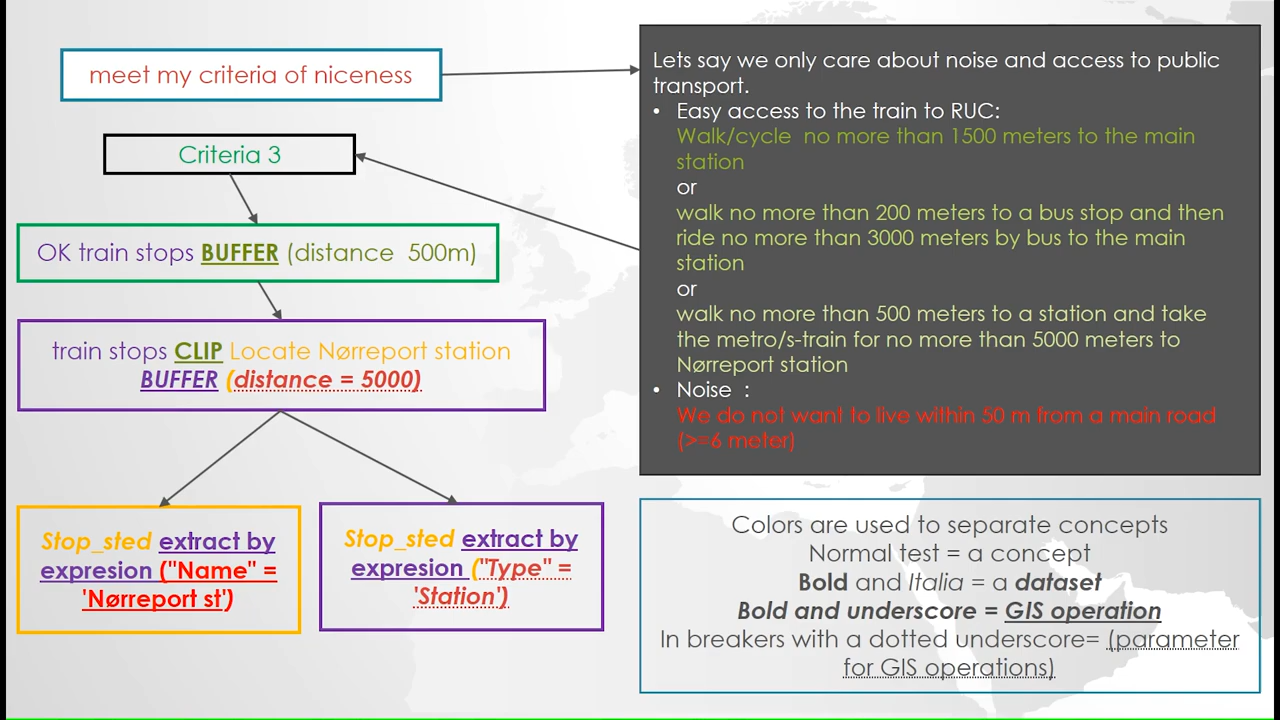 meet my criteria of niceness
Criteria 3
OK train stops BUFFER (distance  500m)
train stops CLIP Locate Nørreport station
BUFFER (distance = 5000)
Stop_sted extract by
expresion ("Name" =
'Nørreport st')
Stop_sted extract by
expresion ("Type" =
'Station')
Lets say we only care about noise and access to public
transport.
• Easy access to the train to RUC:
Walk/cycle  no more than 1500 meters to the main
station
or
walk no more than 200 meters to a bus stop and then
ride no more than 3000 meters by bus to the main
station
or
walk no more than 500 meters to a station and take
the metro/s-train for no more than 5000 meters to
Nørreport station
• Noise  :
We do not want to live within 50 m from a main road
(>=6 meter)
Colors are used to separate concepts
Normal test = a concept
Bold and Italia = a dataset
Bold and underscore = GIS operation
In breakers with a dotted underscore= (parameter
for GIS operations)